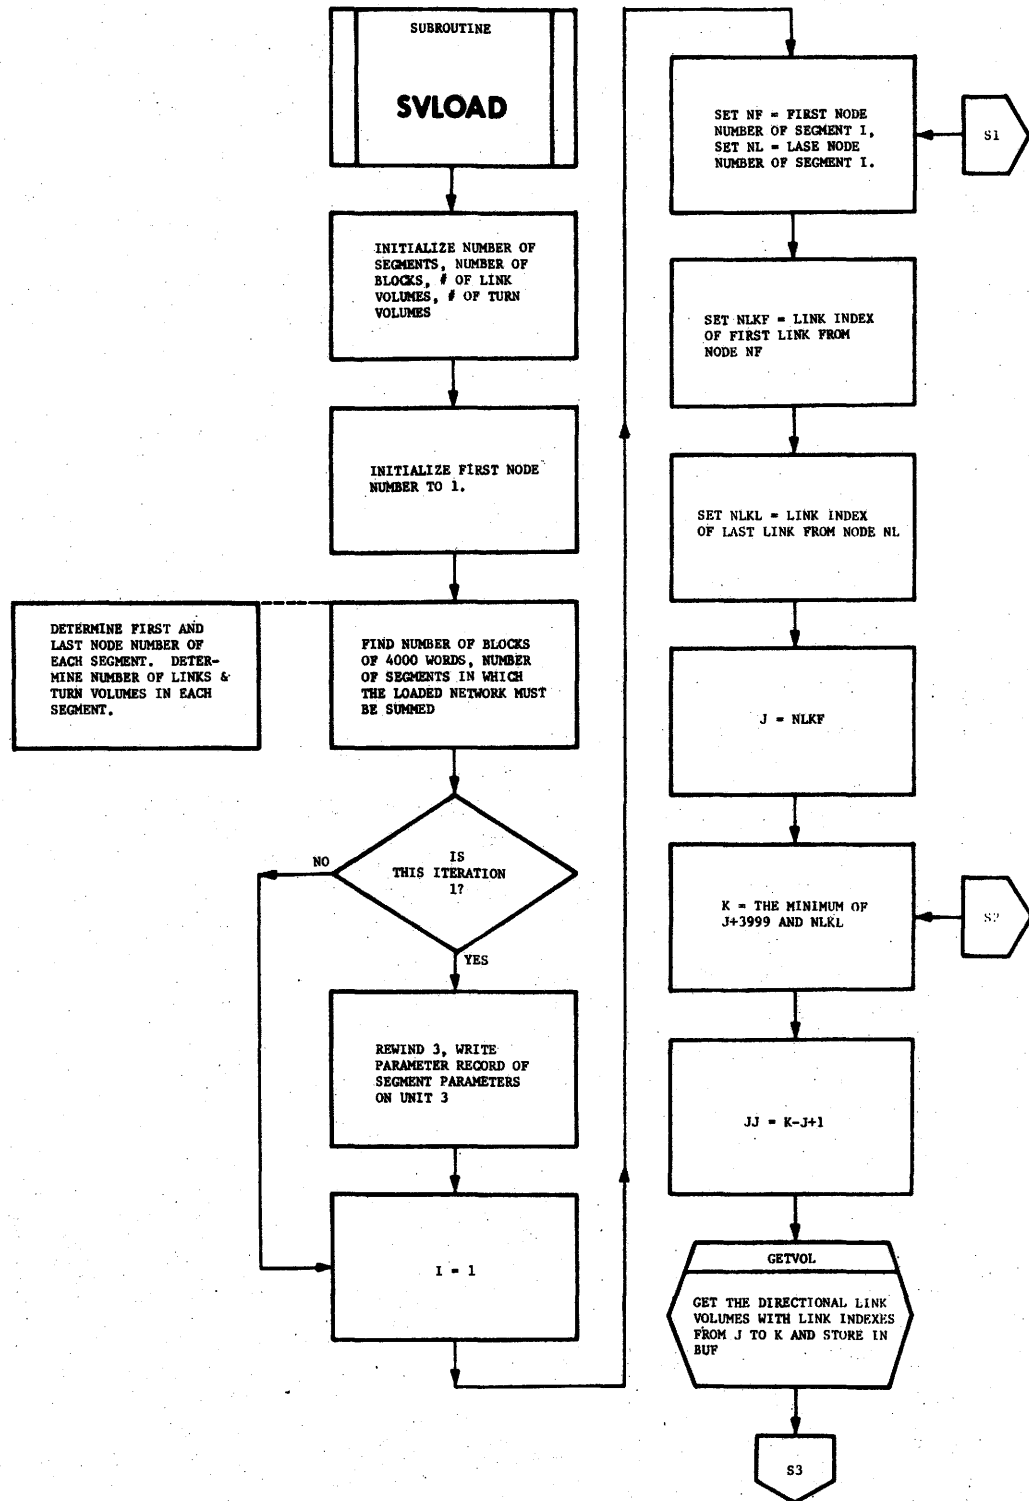 SUBROUTINE
SVLOAD
INITIALIZE NUMBER OF
SEGMENTS, NUMBER OF
BLOCKS, # OF LINK
VOLUMES, # OF TURN
VOLUMES
INITIALIZE FIRST NODE
NUMBER TO 1.
DETERMINE FIRST AND
LAST NODE NUMBER OF
EACH SEGMENT. DETER-
MINE NUMBER OF LINKS &
TURN VOLUMES IN EACH
SEGMENT.
FIND NUMBER OF BLOCKS
OF 4000 WORDS, NUMBER
OF SEGMENTS IN WHICH
THE LOADED NETWORK MUST
BE SUMMED
IS
THIS ITERATION
1?
NO
YES
REWIND 3, WRITE
PARAMETER RECORD OF
SEGMENT PARAMETERS
ON UNIT 3
I = 1
SET NF = FIRST NODE
NUMBER OF SEGMENT I,
SET NL = LASE NODE
NUMBER OF SEGMENT I.
S1
SET NLKF = LINK INDEX
OF FIRST LINK FROM
NODE NF
SET NLKL = LINK INDEX
OF LAST LINK FROM NODE NL
J = NLKF
K = THE MINIMUM OF
J+3999 AND NLKL
S2
JJ = K-J+1
GETVOL
GET THE DIRECTIONAL LINK
VOLUMES WITH LINK INDEXES
FROM J TO K AND STORE IN
BUF
S3